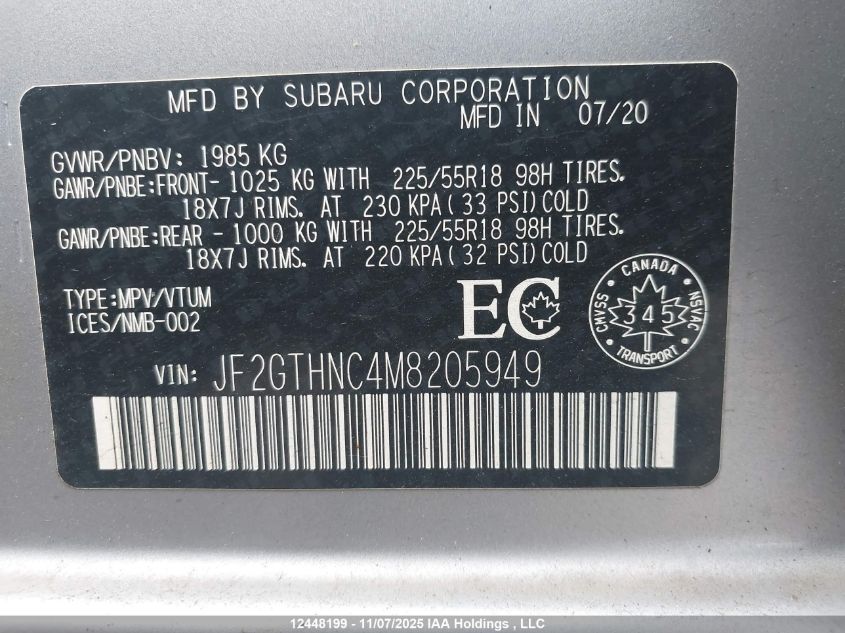 MFD BY SUBARU CORPORATION
MFD IN 07/20
GVWR/PNBV: 1985 KG
GAWR/PNBE:FRONT- 1025 KG WITH 225/55R18 98H TIRES.
18X7J RIMS. AT 230 KPA(33 PSI)COLD
GAWR/PNBE:REAR - 1000 KG WITH 225/55R18 98H TIRES.
18X7J RIMS. AT 220 KPA(32 PSI)COLD
TYPE:MPV/VTUM
ICES/NMB-002
EC
CANADA
CMVSS 345 NSVAC
TRANSPORT
VIN: JF2GTHNC4M8205949
12448199 - 11/07/2025 IAA Holdings , LLC